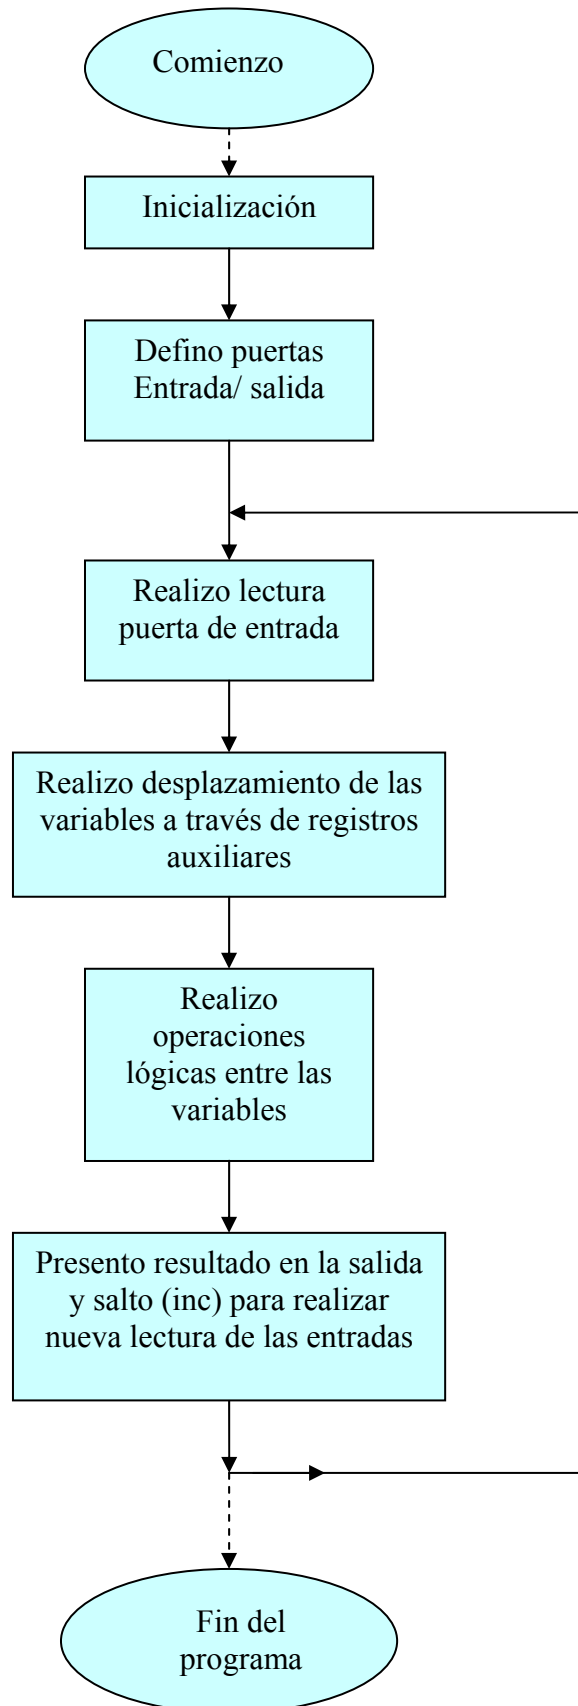 Comienzo
Inicialización
Defino puertas
Entrada/ salida
Realizo lectura
puerta de entrada
Realizo desplazamiento de las
variables a través de registros
auxiliares
Realizo
operaciones
lógicas entre las
variables
Presento resultado en la salida
y salto (inc) para realizar
nueva lectura de las entradas
Fin del
programa